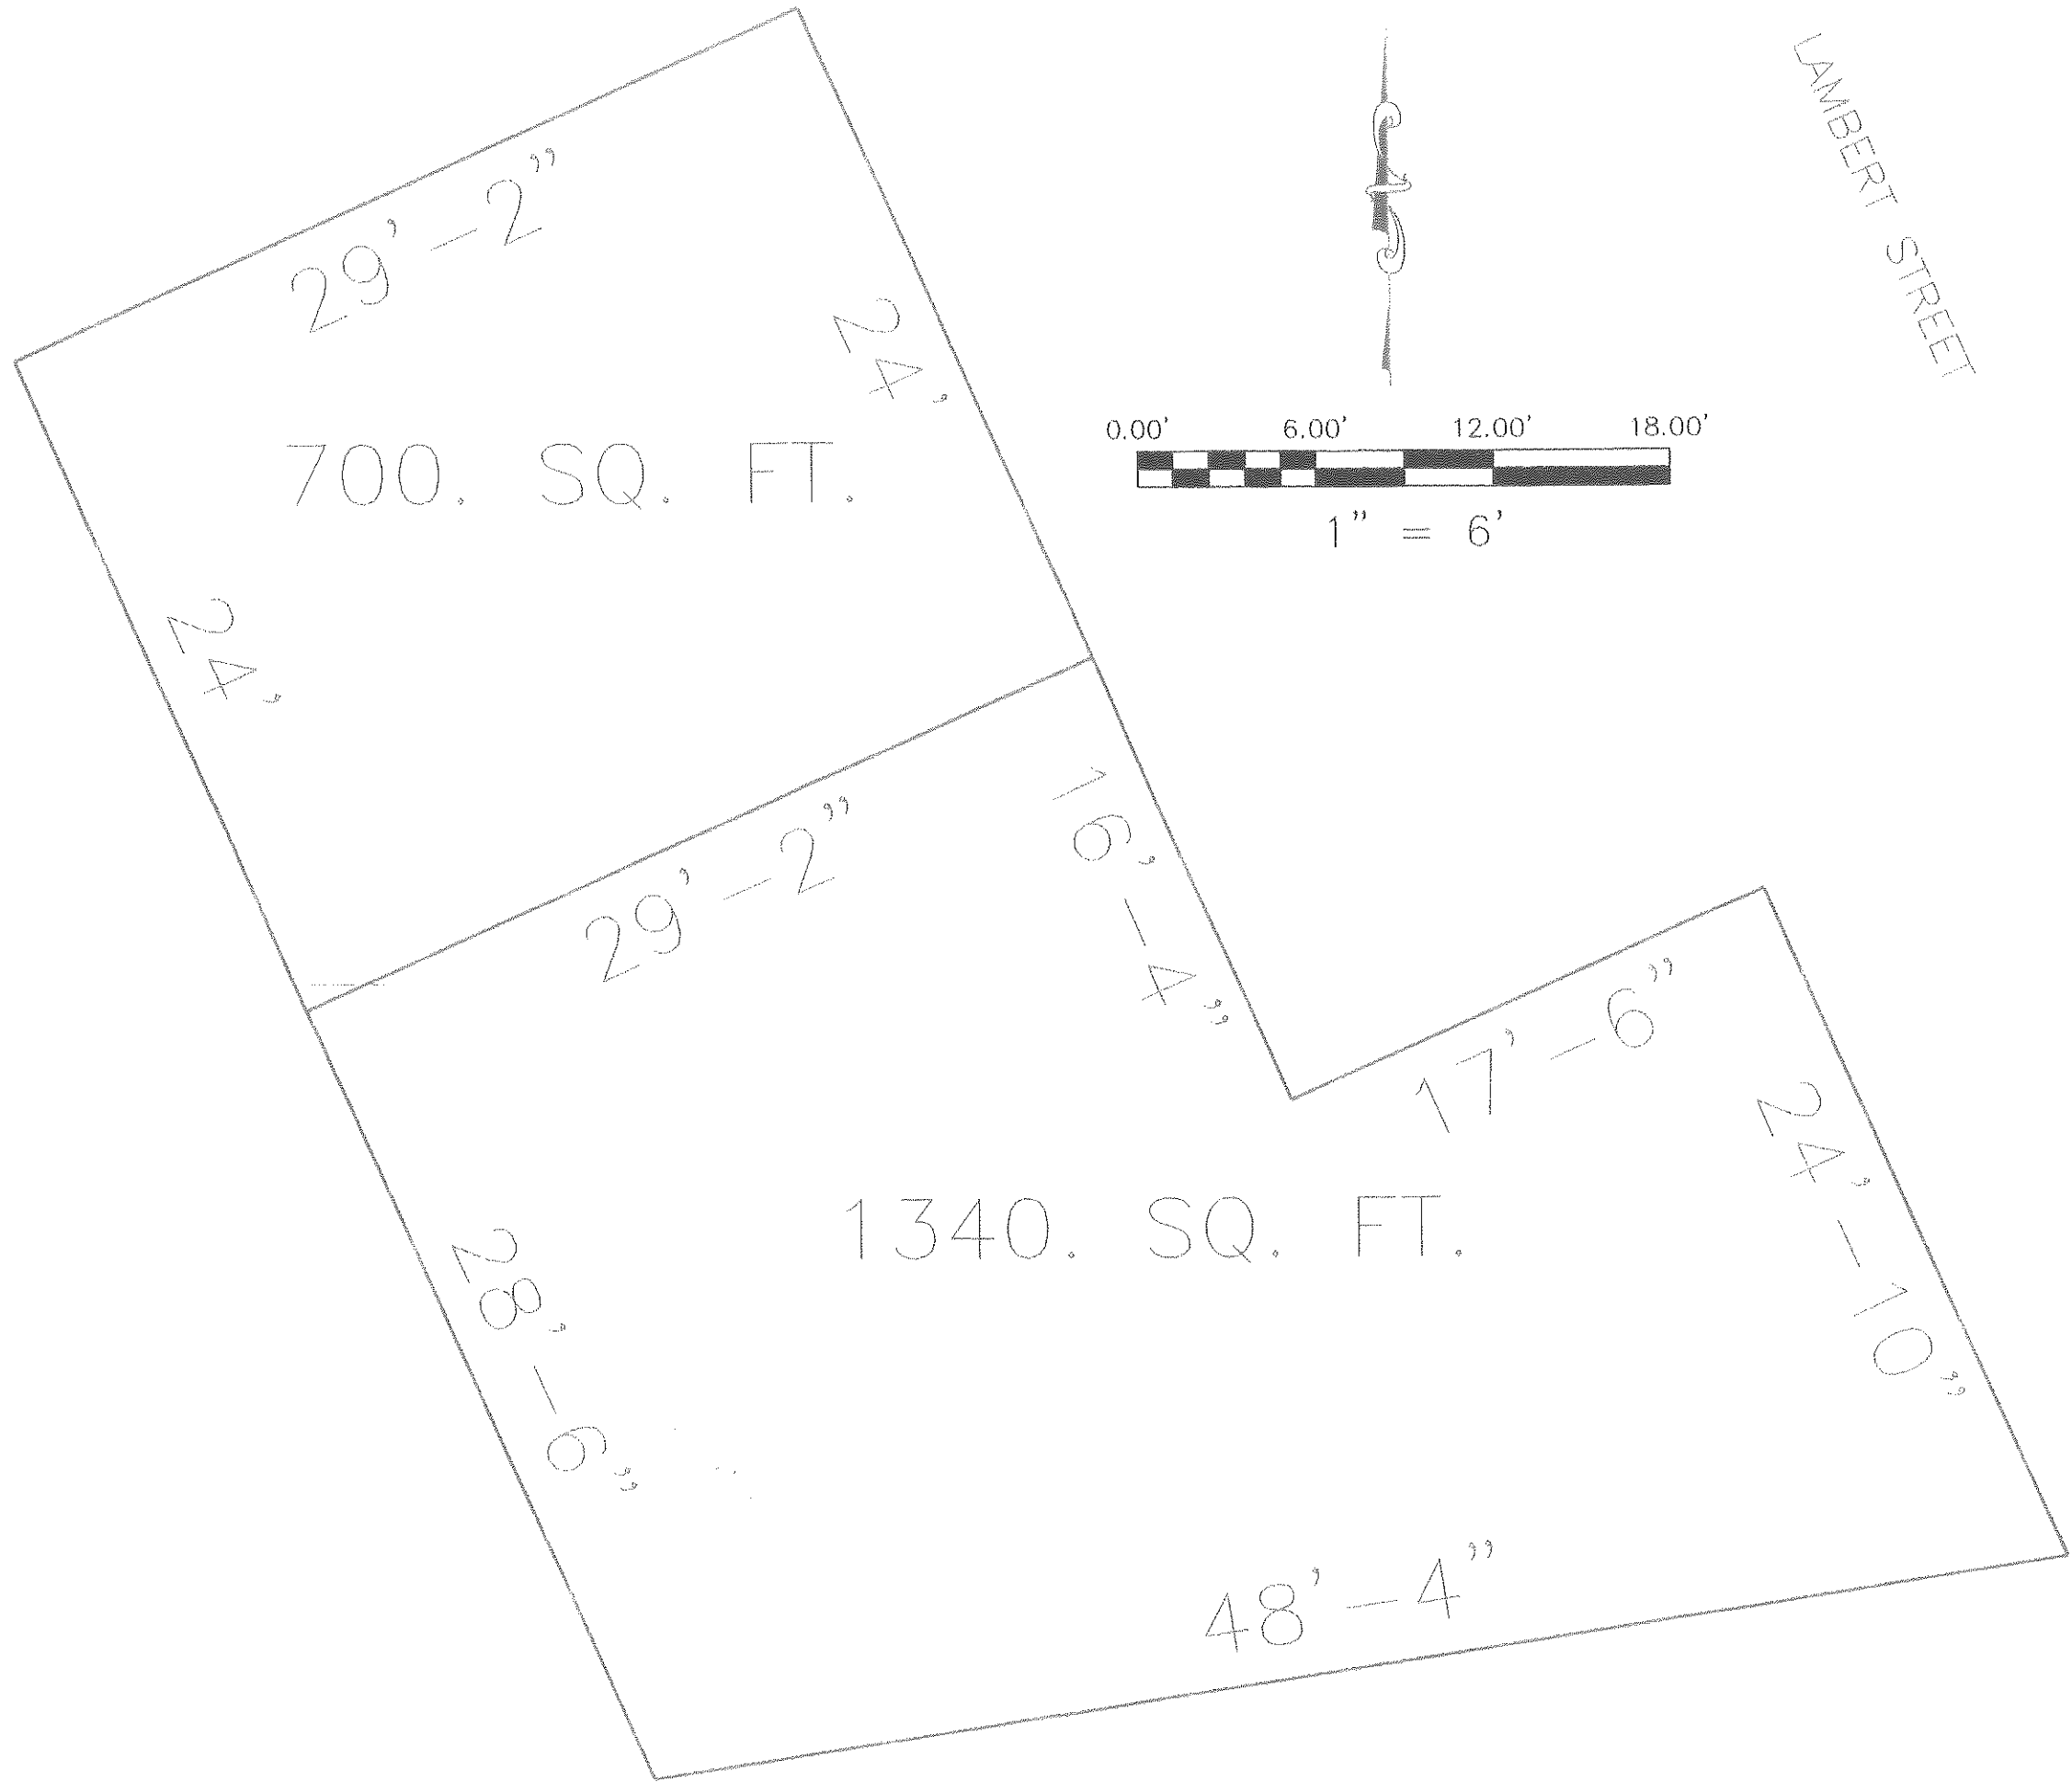 LAMBERT STREET
29'-2"
24'
0.00' 6.00' 12.00' 18.00'
1" = 6'
700. SQ. FT.
24'
29'-2"
16'-4"
17'-6"
24'-10"
1340. SQ. FT.
28'-6"
48'-4"